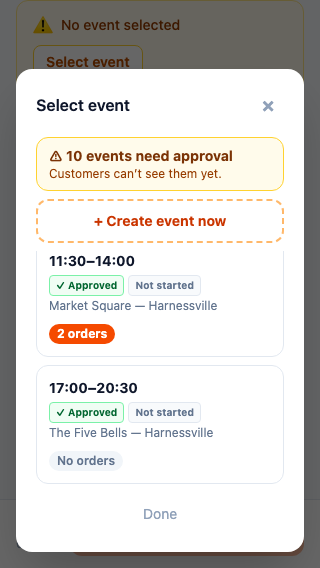 No event selected
Select event
Select event
10 events need approval
Customers can't see them yet.
+ Create event now
11:30–14:00
✓ Approved
Not started
Market Square — Harnessville
2 orders
17:00–20:30
✓ Approved
Not started
The Five Bells — Harnessville
No orders
Done